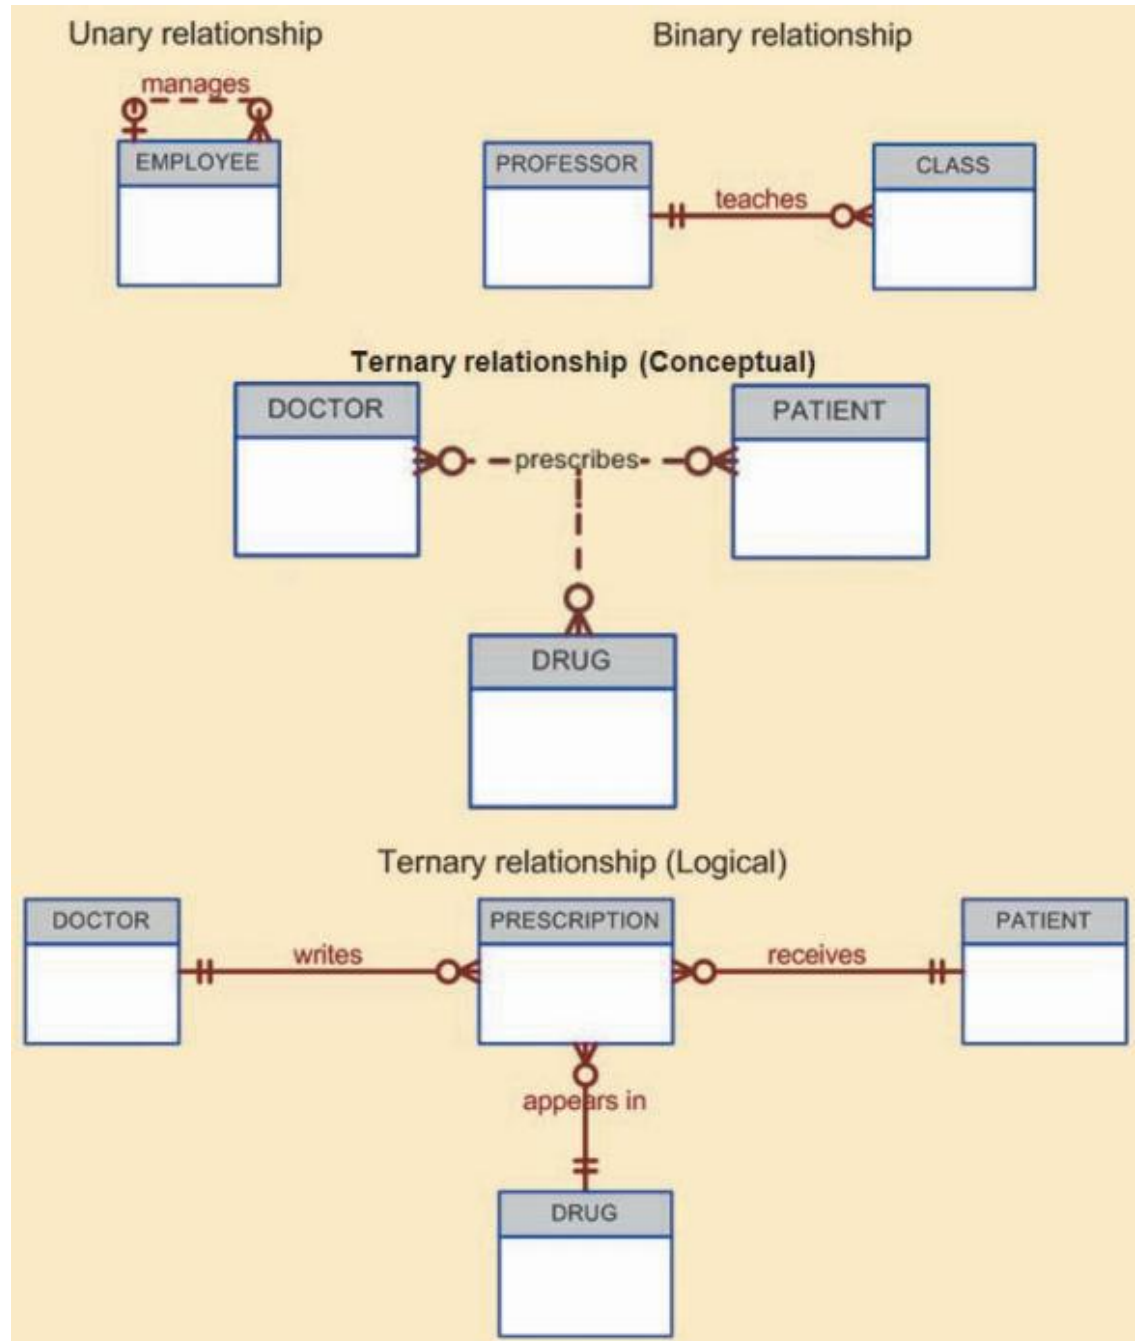 Unary relationship
Binary relationship
manages
EMPLOYEE
PROFESSOR
teaches
CLASS
Ternary relationship (Conceptual)
DOCTOR
prescribes
PATIENT
DRUG
Ternary relationship (Logical)
DOCTOR
writes
PRESCRIPTION
receives
PATIENT
appears in
DRUG